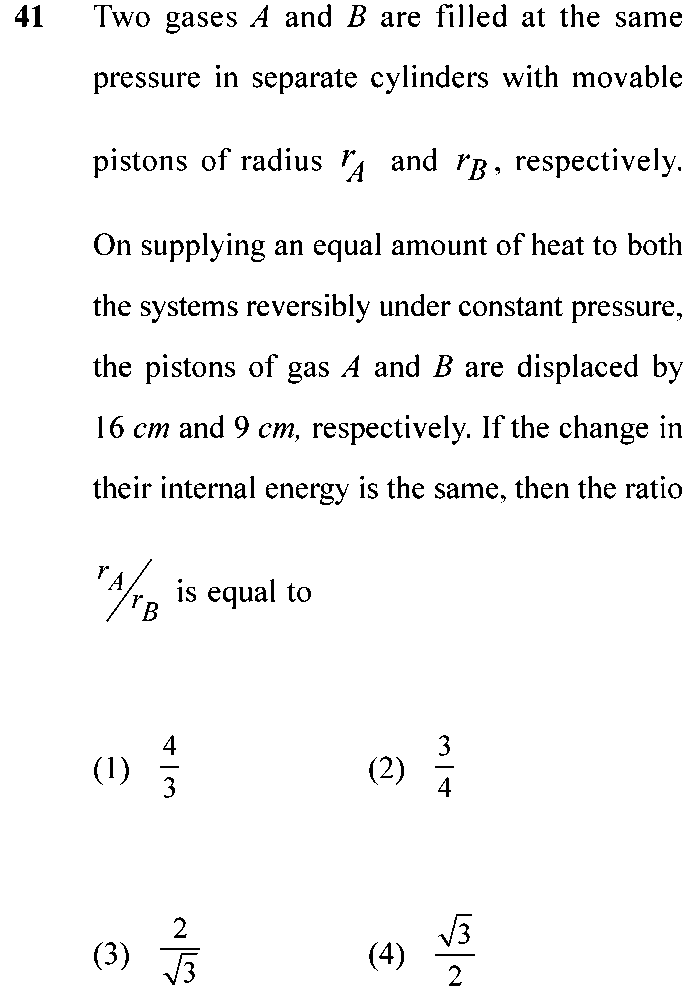 41 Two gases A and B are filled at the same
pressure in separate cylinders with movable
pistons of radius r_A and r_B, respectively.
On supplying an equal amount of heat to both
the systems reversibly under constant pressure,
the pistons of gas A and B are displaced by
16 cm and 9 cm, respectively. If the change in
their internal energy is the same, then the ratio
r_A/r_B is equal to
(1) 4/3 (2) 3/4
(3) 2/√3 (4) √3/2